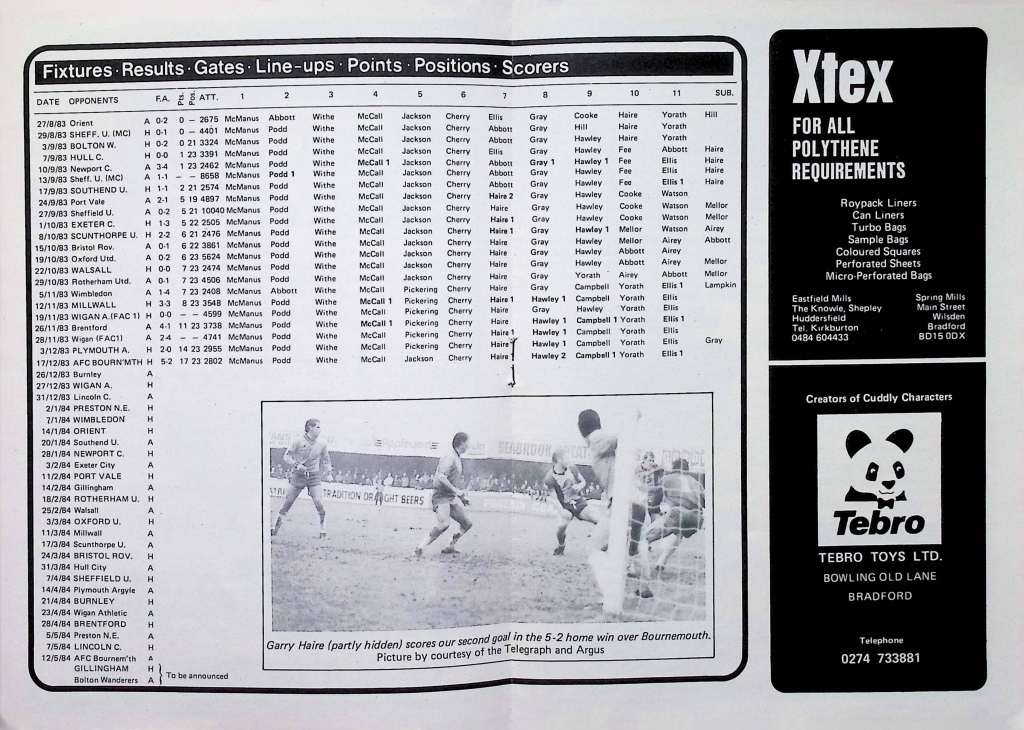 Fixtures · Results · Gates · Line-ups · Points · Positions · Scorers
DATE OPPONENTS F.A. Pts. Pos. ATT. 1 2 3 4 5 6 7 8 9 10 11 SUB.
27/8/83 Orient A 0-2 0 — 2675 McManus Abbott Withe McCall Jackson Cherry Ellis Gray Cooke Haire Yorath Hill
29/8/83 SHEFF. U. (MC) H 0-1 0 — 4401 McManus Podd Withe McCall Jackson Cherry Abbott Gray Hill Haire Yorath
3/9/83 BOLTON W. H 0-2 0 21 3324 McManus Podd Withe McCall Jackson Cherry Abbott Gray Hawley Haire Yorath
7/9/83 HULL C. H 0-0 1 23 3391 McManus Podd Withe McCall Jackson Cherry Ellis Gray Hawley Fee Abbott Haire
10/9/83 Newport C. A 3-4 1 23 2462 McManus Podd Withe McCall 1 Jackson Cherry Abbott Gray 1 Hawley 1 Fee Ellis Haire
13/9/83 Sheff. U. (MC) A 1-1 — — 8658 McManus Podd 1 Withe McCall Jackson Cherry Abbott Gray Hawley Fee Ellis Haire
17/9/83 SOUTHEND U. H 1-1 2 21 2574 McManus Podd Withe McCall Jackson Cherry Abbott Gray Hawley Fee Ellis 1 Haire
24/9/83 Port Vale A 2-1 5 19 4897 McManus Podd Withe McCall Jackson Cherry Haire 2 Gray Hawley Cooke Watson
27/9/83 Sheffield U. A 0-2 5 21 10040 McManus Podd Withe McCall Jackson Cherry Haire Gray Hawley Cooke Watson Mellor
1/10/83 EXETER C. H 1-3 5 22 2505 McManus Podd Withe McCall Jackson Cherry Haire 1 Gray Hawley Cooke Watson Mellor
8/10/83 SCUNTHORPE U. H 2-2 6 21 2476 McManus Podd Withe McCall Jackson Cherry Haire 1 Gray Hawley 1 Mellor Watson Airey
15/10/83 Bristol Rov. A 0-1 6 22 3861 McManus Podd Withe McCall Jackson Cherry Haire Gray Hawley Mellor Airey Abbott
19/10/83 Oxford Utd. A 0-2 6 23 5624 McManus Podd Withe McCall Jackson Cherry Haire Gray Hawley Abbott Airey
22/10/83 WALSALL H 0-0 7 23 2474 McManus Podd Withe McCall Jackson Cherry Haire Gray Hawley Abbott Airey Mellor
29/10/83 Rotherham Utd. A 0-1 7 23 4506 McManus Podd Withe McCall Jackson Cherry Haire Gray Yorath Airey Abbott Mellor
5/11/83 Wimbledon A 1-4 7 23 2408 McManus Abbott Withe McCall Pickering Cherry Haire Gray Campbell Yorath Ellis 1 Lampkin
12/11/83 MILLWALL H 3-3 8 23 3548 McManus Podd Withe McCall 1 Pickering Cherry Haire 1 Hawley 1 Campbell Yorath Ellis
19/11/83 WIGAN A.(FAC 1) H 0-0 — — 4599 McManus Podd Withe McCall Pickering Cherry Haire Gray Hawley Yorath Ellis
26/11/83 Brentford A 4-1 11 23 3738 McManus Podd Withe McCall 1 Pickering Cherry Haire Hawley 1 Campbell 1 Yorath Ellis
28/11/83 Wigan (FAC1) A 2-4 — — 4741 McManus Podd Withe McCall Pickering Cherry Haire 1 Hawley 1 Campbell Yorath Ellis
3/12/83 PLYMOUTH A. H 2-0 14 23 2955 McManus Podd Withe McCall Pickering Cherry Haire 1 Hawley 1 Campbell Yorath Ellis Gray
17/12/83 AFC BOURN'MTH H 5-2 17 23 2802 McManus Podd Withe McCall Jackson Cherry Haire 1 Hawley 2 Campbell 1 Yorath Ellis 1
26/12/83 Burnley A
27/12/83 WIGAN A. H
31/12/83 Lincoln C. A
2/1/84 PRESTON N.E. H
7/1/84 WIMBLEDON H
14/1/84 ORIENT H
20/1/84 Southend U. A
28/1/84 NEWPORT C. H
3/2/84 Exeter City A
11/2/84 PORT VALE H
14/2/84 Gillingham A
18/2/84 ROTHERHAM U. H
25/2/84 Walsall A
3/3/84 OXFORD U. H
11/3/84 Millwall A
17/3/84 Scunthorpe U. A
24/3/84 BRISTOL ROV. H
31/3/84 Hull City A
7/4/84 SHEFFIELD U. H
14/4/84 Plymouth Argyle A
21/4/84 BURNLEY H
23/4/84 Wigan Athletic A
28/4/84 BRENTFORD H
5/5/84 Preston N.E. A
7/5/84 LINCOLN C. H
12/5/84 AFC Bournem'th A
GILLINGHAM H
Bolton Wanderers A
To be announced
SEABROOK
TRADITION DRAUGHT BEERS
Garry Haire (partly hidden) scores our second goal in the 5-2 home win over Bournemouth.
Picture by courtesy of the Telegraph and Argus
Xtex
FOR ALL
POLYTHENE
REQUIREMENTS
Roypack Liners
Can Liners
Turbo Bags
Sample Bags
Coloured Squares
Perforated Sheets
Micro-Perforated Bags
Eastfield Mills
The Knowle, Shepley
Huddersfield
Tel. Kirkburton
0484 604433
Spring Mills
Main Street
Wilsden
Bradford
BD15 0DX
Creators of Cuddly Characters
Tebro
TEBRO TOYS LTD.
BOWLING OLD LANE
BRADFORD
Telephone
0274 733881